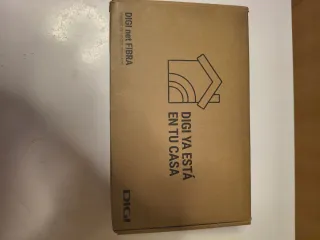 DIGI net FIBRA
DIGI YA ESTÁ
EN TU CASA
DIGI